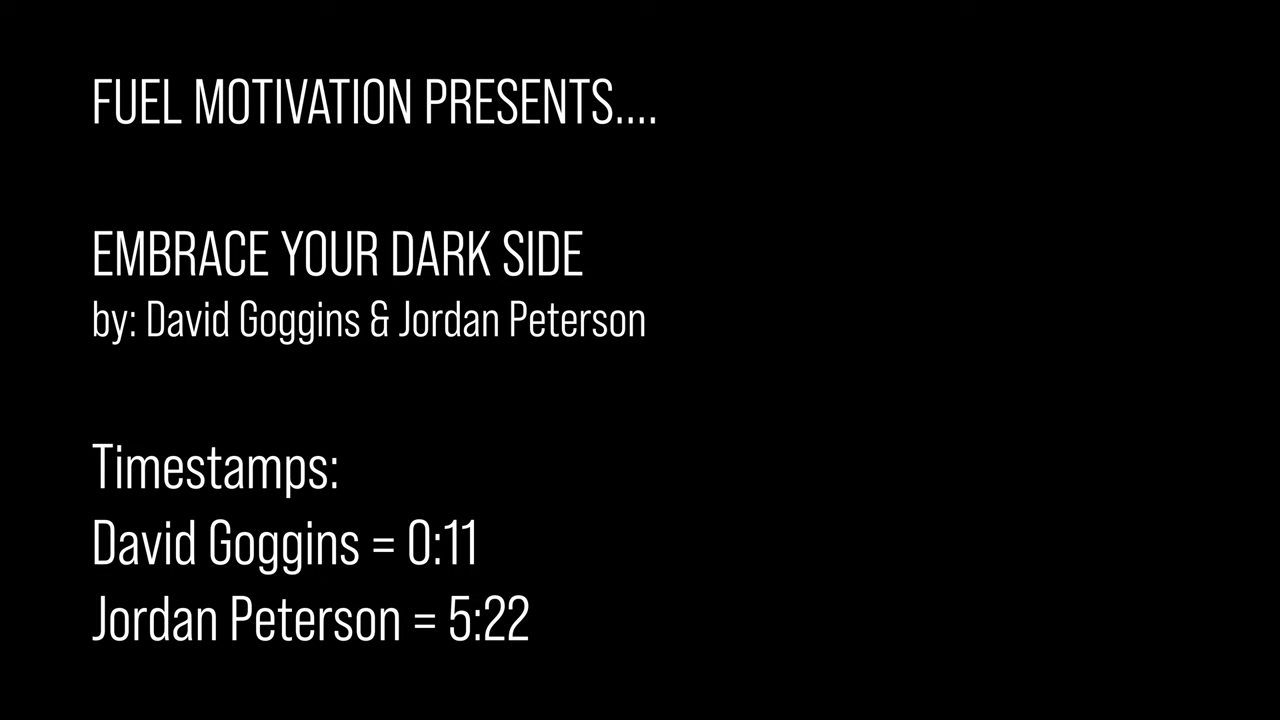 FUEL MOTIVATION PRESENTS....
EMBRACE YOUR DARK SIDE
by: David Goggins & Jordan Peterson
Timestamps:
David Goggins = 0:11
Jordan Peterson = 5:22